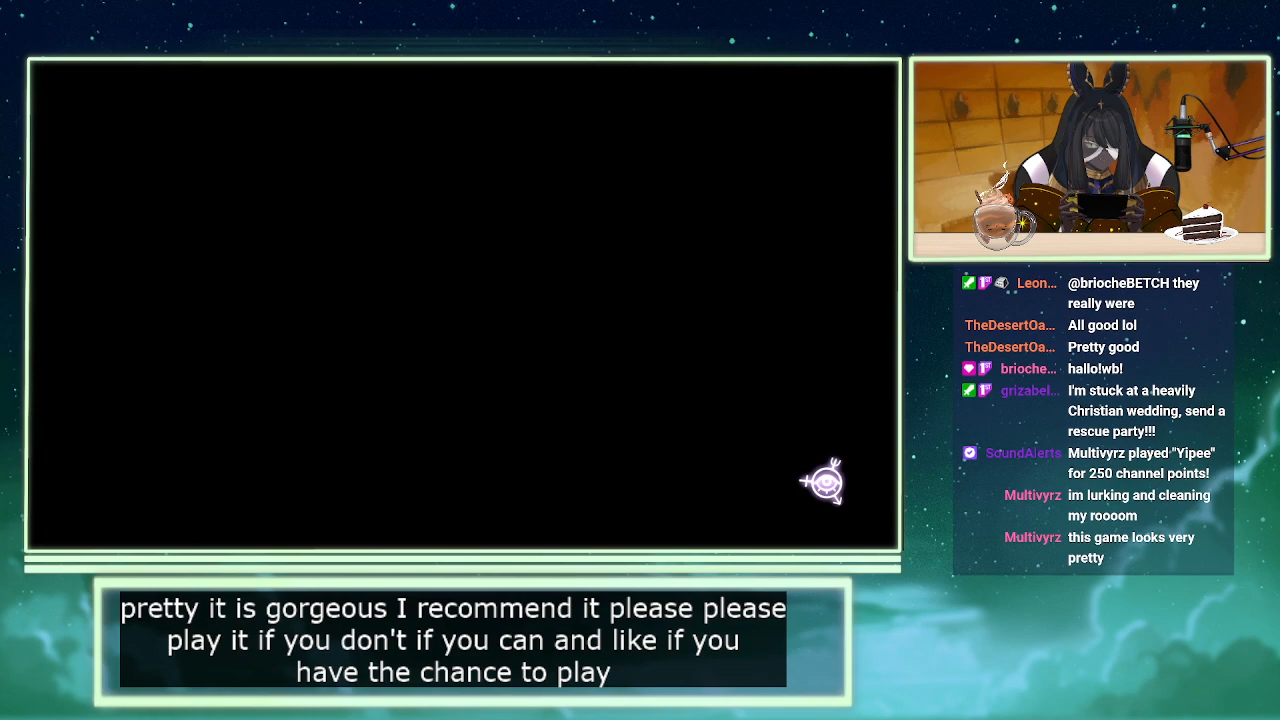 Leon... @briocheBETCH they
really were
TheDesertOa... All good lol
TheDesertOa... Pretty good
brioche... hallo!wb!
grizabel... I'm stuck at a heavily
Christian wedding, send a
rescue party!!!
SoundAlerts Multivyrz played "Yipee"
for 250 channel points!
Multivyrz im lurking and cleaning
my roooom
Multivyrz this game looks very
pretty
pretty it is gorgeous I recommend it please please
play it if you don't if you can and like if you
have the chance to play